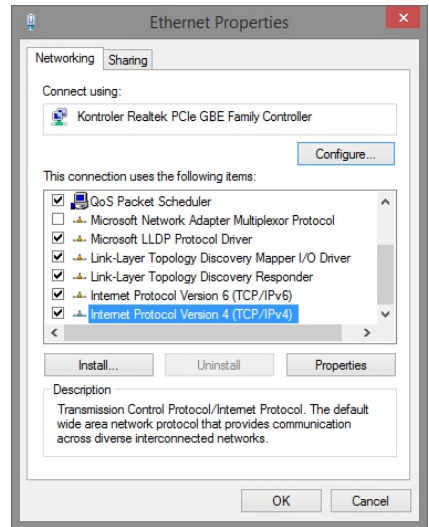 Ethernet Properties
Networking
Sharing
Connect using:
Kontroler Realtek PCIe GBE Family Controller
Configure...
This connection uses the following items:
QoS Packet Scheduler
Microsoft Network Adapter Multiplexor Protocol
Microsoft LLDP Protocol Driver
Link-Layer Topology Discovery Mapper I/O Driver
Link-Layer Topology Discovery Responder
Internet Protocol Version 6 (TCP/IPv6)
Internet Protocol Version 4 (TCP/IPv4)
Install...
Uninstall
Properties
Description
Transmission Control Protocol/Internet Protocol. The default
wide area network protocol that provides communication
across diverse interconnected networks.
OK
Cancel